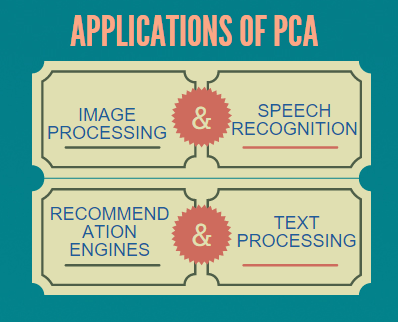 APPLICATIONS OF PCA
IMAGE
PROCESSING
&
SPEECH
RECOGNITION
RECOMMEND
ATION
ENGINES
&
TEXT
PROCESSING